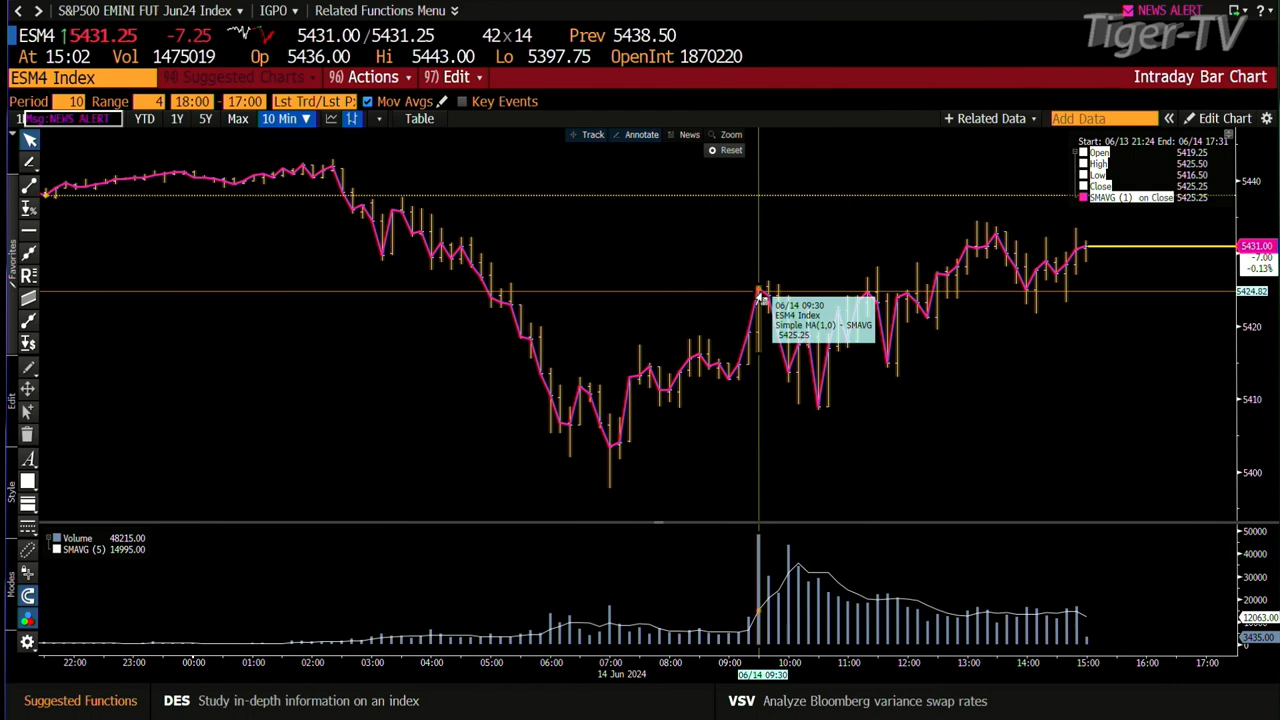 S&P500 EMINI FUT Jun24 Index IGPO Related Functions Menu NEWS ALERT ?
Tiger-TV
ESM4 ↑5431.25 -7.25 5431.00/5431.25 42×14 Prev 5438.50
At 15:02 Vol 1475019 Op 5436.00 Hi 5443.00 Lo 5397.75 OpenInt 1870220
ESM4 Index 94) Suggested Charts 96) Actions 97) Edit Intraday Bar Chart
Period 10 Range 4 18:00 - 17:00 Lst Trd/Lst P: Mov Avgs Key Events
Msg:NEWS ALERT YTD 1Y 5Y Max 10 Min ▼ Table + Related Data Add Data « Edit Chart
Track Annotate News Zoom
Reset
Start: 06/13 21:24 End: 06/14 17:31
Open 5419.25
High 5425.50
Low 5416.50
Close 5425.25
SMAVG (1) on Close 5425.25
5440
5431.00
-7.00
-0.13%
5424.82
5420
5410
5400
06/14 09:30
ESM4 Index
Simple MA(1,0) - SMAVG
5425.25
Favorites
Edit
Style
Modes
Volume 48215.00
SMAVG (5) 14995.00
50000
40000
30000
20000
12063.00
3435.00
0
22:00 23:00 00:00 01:00 02:00 03:00 04:00 05:00 06:00 07:00 08:00 09:00 10:00 11:00 12:00 13:00 14:00 15:00 16:00 17:00
14 Jun 2024 06/14 09:30
Suggested Functions DES Study in-depth information on an index VSV Analyze Bloomberg variance swap rates